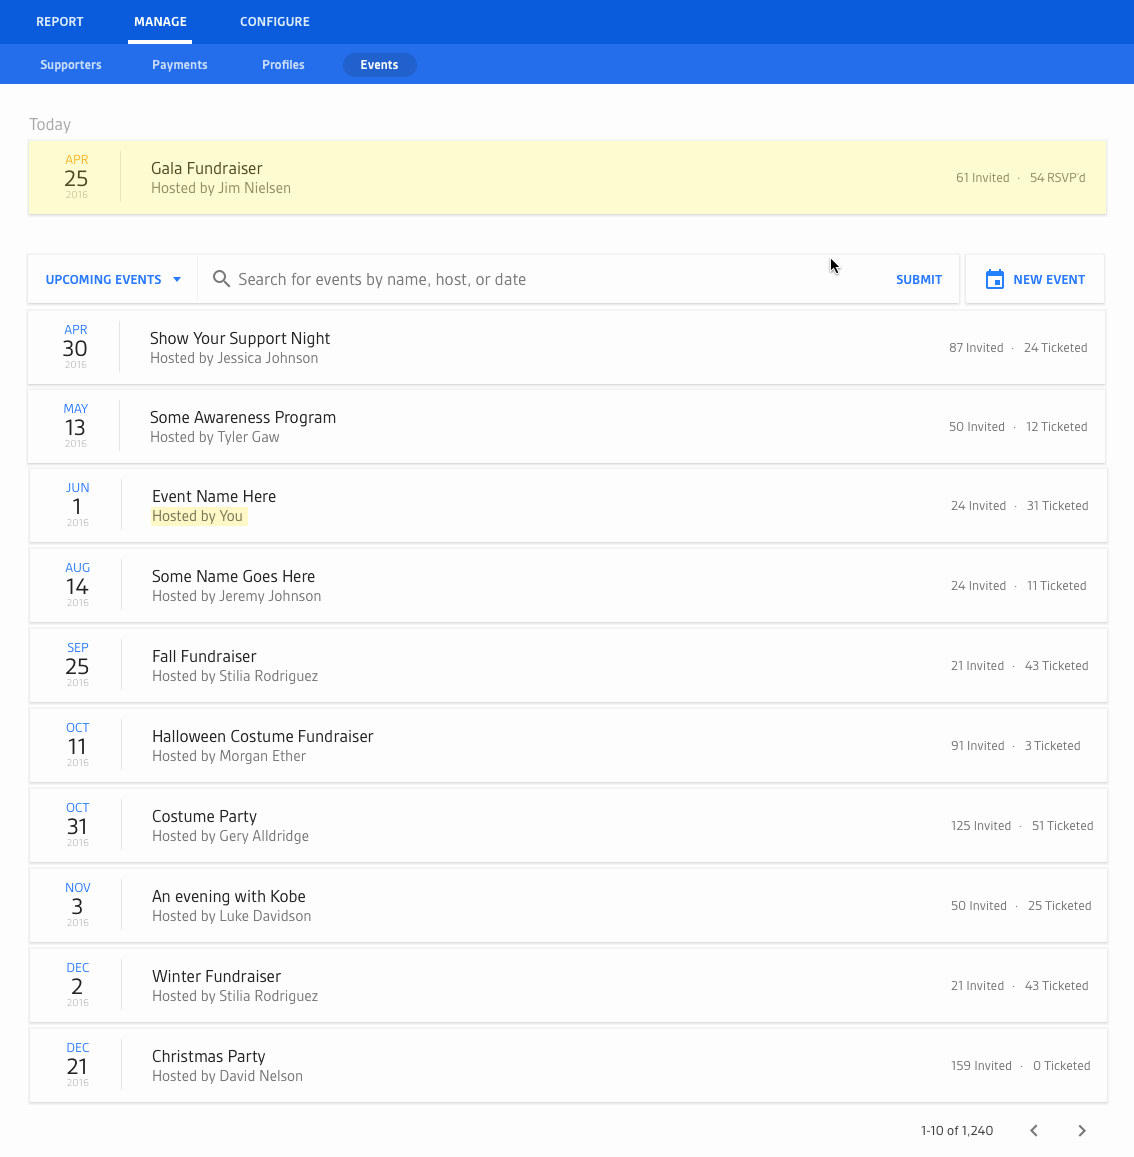 REPORT MANAGE CONFIGURE
Supporters Payments Profiles Events
Today
APR
25
2016
Gala Fundraiser
Hosted by Jim Nielsen
61 Invited · 54 RSVP'd
UPCOMING EVENTS Search for events by name, host, or date SUBMIT NEW EVENT
APR
30
2016
Show Your Support Night
Hosted by Jessica Johnson
87 Invited · 24 Ticketed
MAY
13
2016
Some Awareness Program
Hosted by Tyler Gaw
50 Invited · 12 Ticketed
JUN
1
2016
Event Name Here
Hosted by You
24 Invited · 31 Ticketed
AUG
14
2016
Some Name Goes Here
Hosted by Jeremy Johnson
24 Invited · 11 Ticketed
SEP
25
2016
Fall Fundraiser
Hosted by Stilia Rodriguez
21 Invited · 43 Ticketed
OCT
11
2016
Halloween Costume Fundraiser
Hosted by Morgan Ether
91 Invited · 3 Ticketed
OCT
31
2016
Costume Party
Hosted by Gery Alldridge
125 Invited · 51 Ticketed
NOV
3
2016
An evening with Kobe
Hosted by Luke Davidson
50 Invited · 25 Ticketed
DEC
2
2016
Winter Fundraiser
Hosted by Stilia Rodriguez
21 Invited · 43 Ticketed
DEC
21
2016
Christmas Party
Hosted by David Nelson
159 Invited · 0 Ticketed
1-10 of 1,240